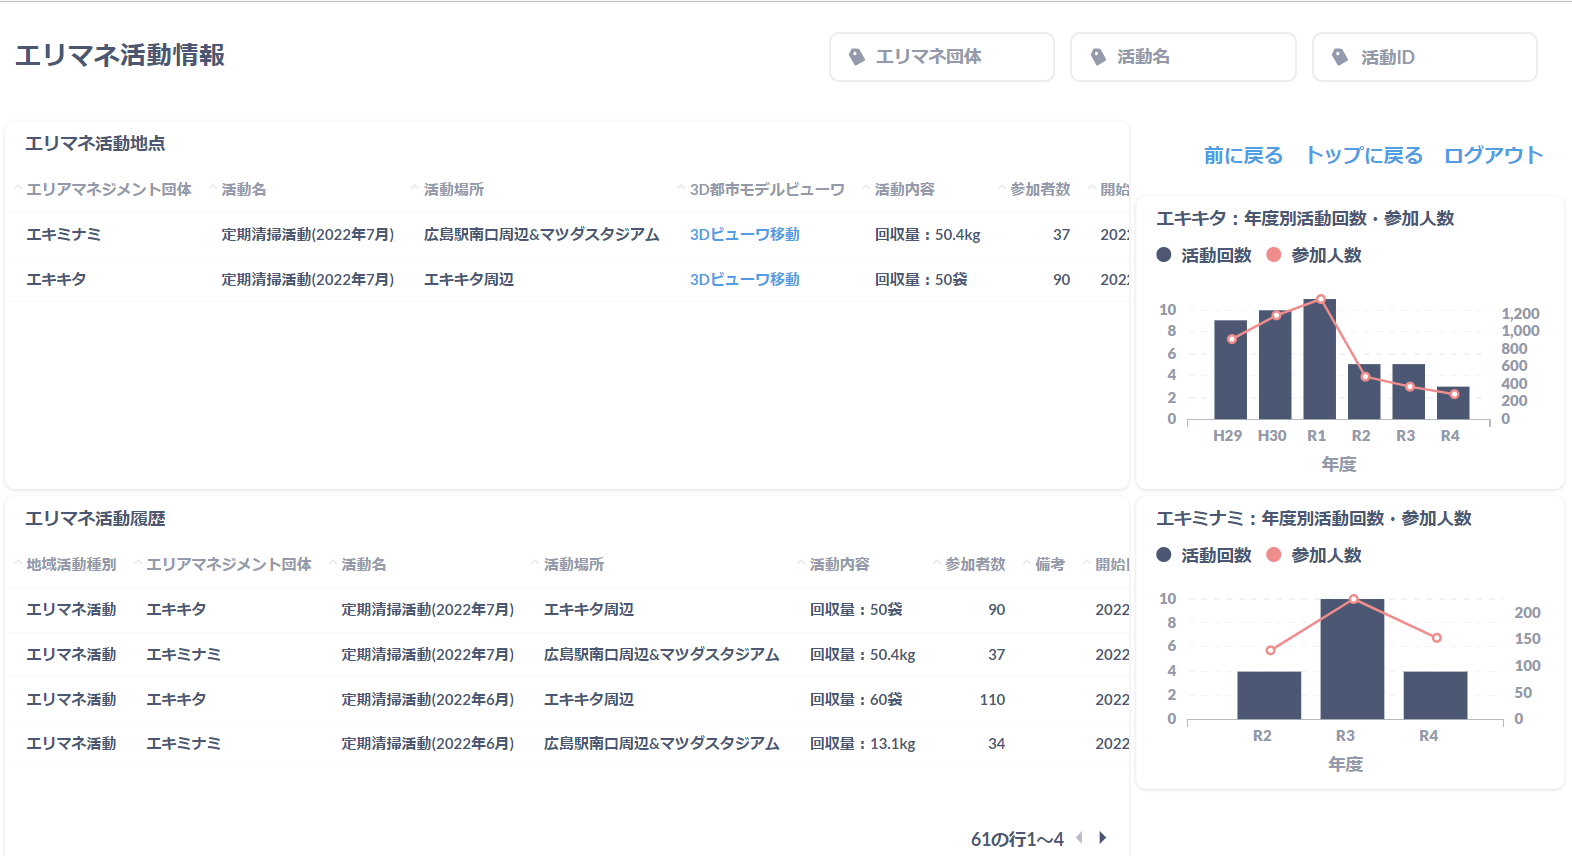 エリマネ活動情報
エリマネ団体 活動名 活動ID
エリマネ活動地点
前に戻る トップに戻る ログアウト
エリアマネジメント団体 活動名 活動場所 3D都市モデルビューワ 活動内容 参加者数 開始
エキミナミ 定期清掃活動(2022年7月) 広島駅南口周辺&マツダスタジアム 3Dビューワ移動 回収量：50.4kg 37 2022
エキキタ 定期清掃活動(2022年7月) エキキタ周辺 3Dビューワ移動 回収量：50袋 90 2022
エキキタ：年度別活動回数・参加人数
活動回数 参加人数
10
8
6
4
2
0
1,200
1,000
800
600
400
200
0
H29 H30 R1 R2 R3 R4
年度
エリマネ活動履歴
地域活動種別 エリアマネジメント団体 活動名 活動場所 活動内容 参加者数 備考 開始
エリマネ活動 エキキタ 定期清掃活動(2022年7月) エキキタ周辺 回収量：50袋 90 2022
エリマネ活動 エキミナミ 定期清掃活動(2022年7月) 広島駅南口周辺&マツダスタジアム 回収量：50.4kg 37 2022
エリマネ活動 エキキタ 定期清掃活動(2022年6月) エキキタ周辺 回収量：60袋 110 2022
エリマネ活動 エキミナミ 定期清掃活動(2022年6月) 広島駅南口周辺&マツダスタジアム 回収量：13.1kg 34 2022
61の行1〜4
エキミナミ：年度別活動回数・参加人数
活動回数 参加人数
10
8
6
4
2
0
200
150
100
50
0
R2 R3 R4
年度